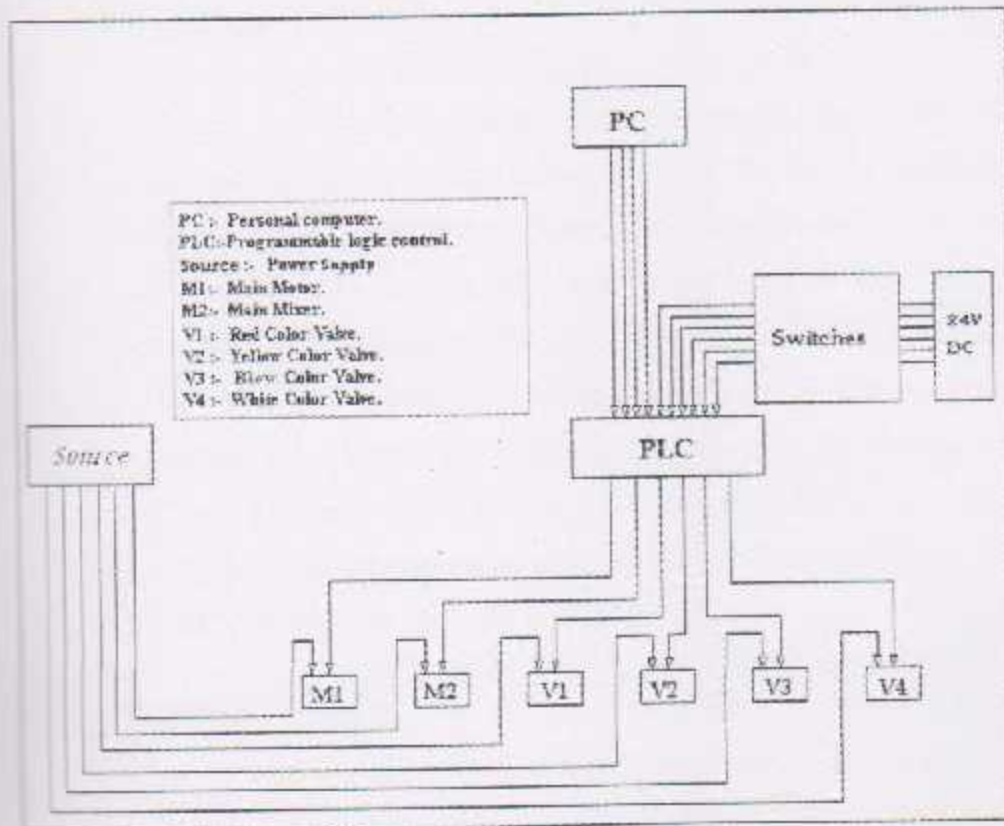 PC
PC :- Personal computer.
PLC:-Programmable logic control.
Source :- Power Supply
M1:- Main Motor.
M2:- Main Mixer.
V1 :- Red Color Valve.
V2 :- Yellow Color Valve.
V3 :- Blow Color Valve.
V4 :- White Color Valve.
Switches
24V
DC
Source
PLC
M1
M2
V1
V2
V3
V4